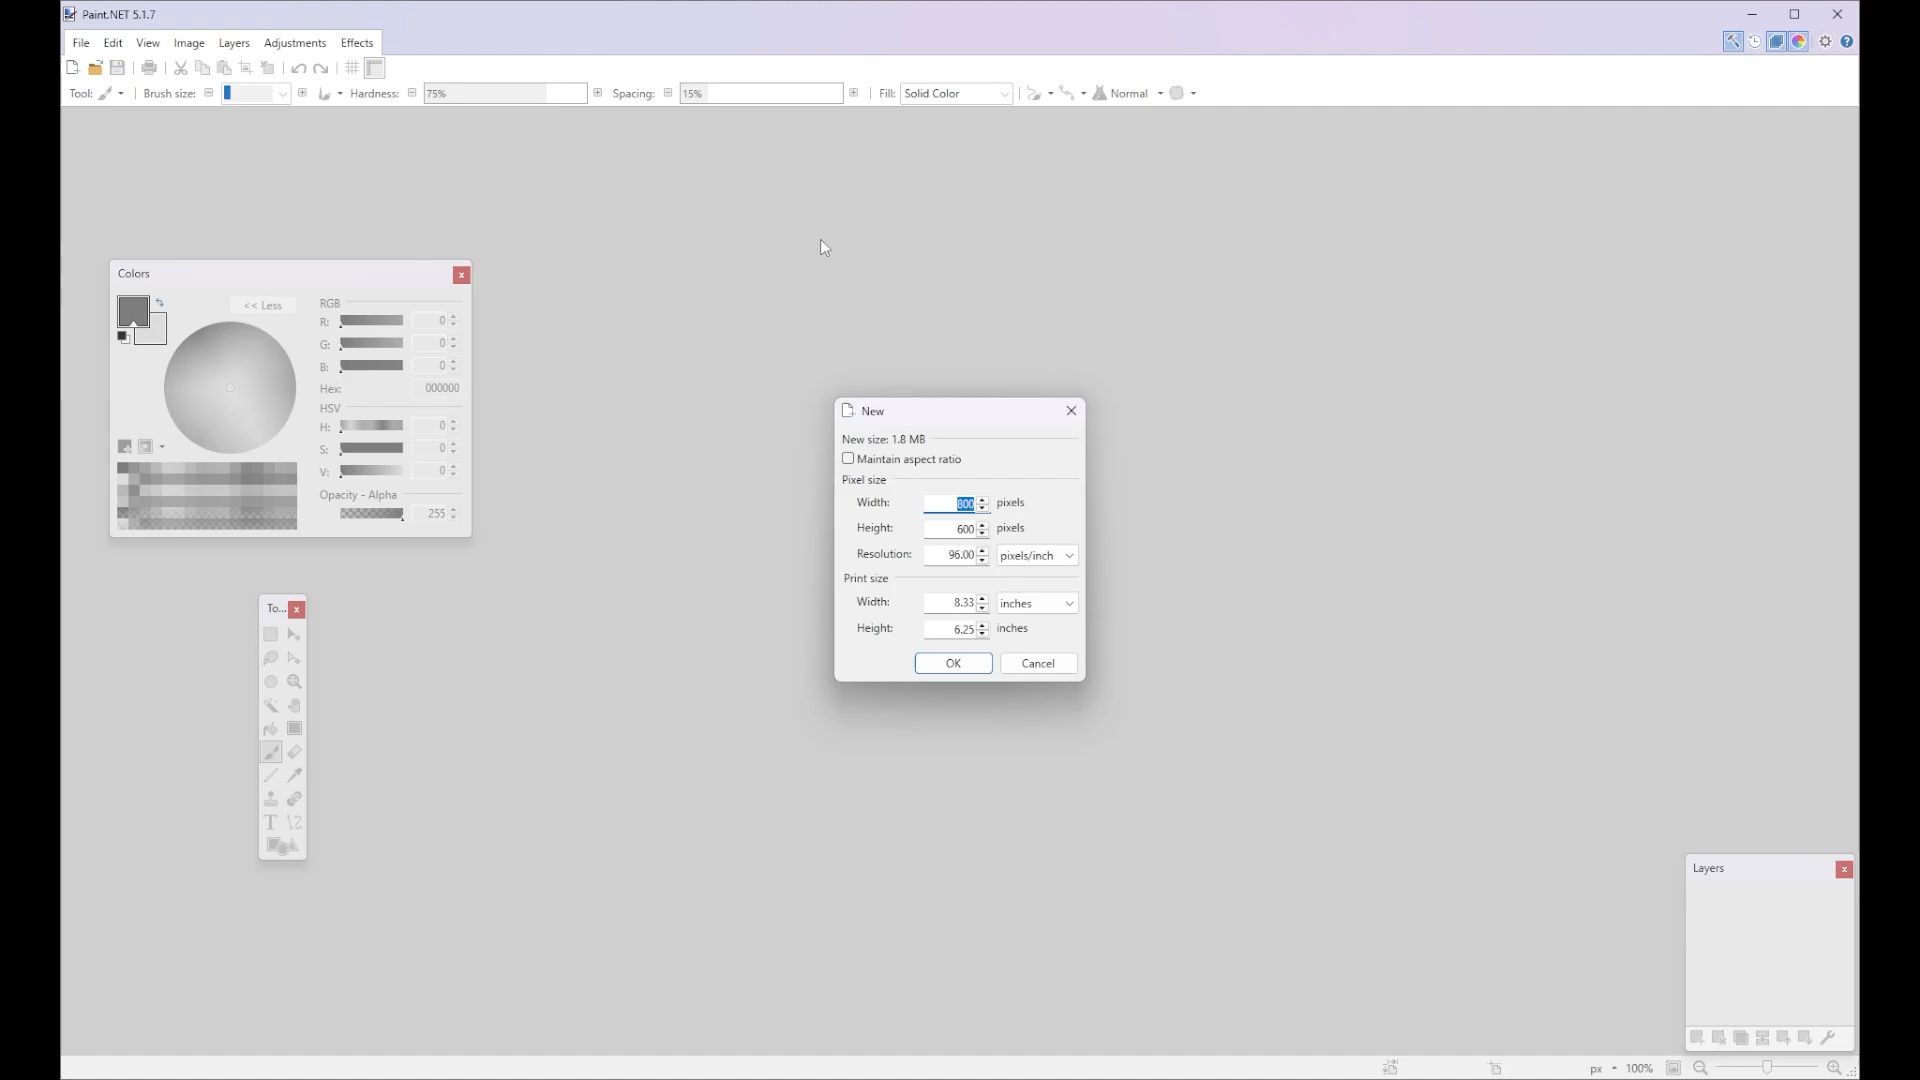 Paint.NET 5.1.7
File Edit View Image Layers Adjustments Effects
Tool: Brush size: Hardness: 75% Spacing: 15% Fill: Solid Color Normal
Colors
<< Less
RGB
R: 0
G: 0
B: 0
Hex: 000000
HSV
H: 0
S: 0
V: 0
Opacity - Alpha
255
New
New size: 1.8 MB
Maintain aspect ratio
Pixel size
Width: 800 pixels
Height: 600 pixels
Resolution: 96.00 pixels/inch
Print size
Width: 8.33 inches
Height: 6.25 inches
OK Cancel
To...
Layers
px 100%